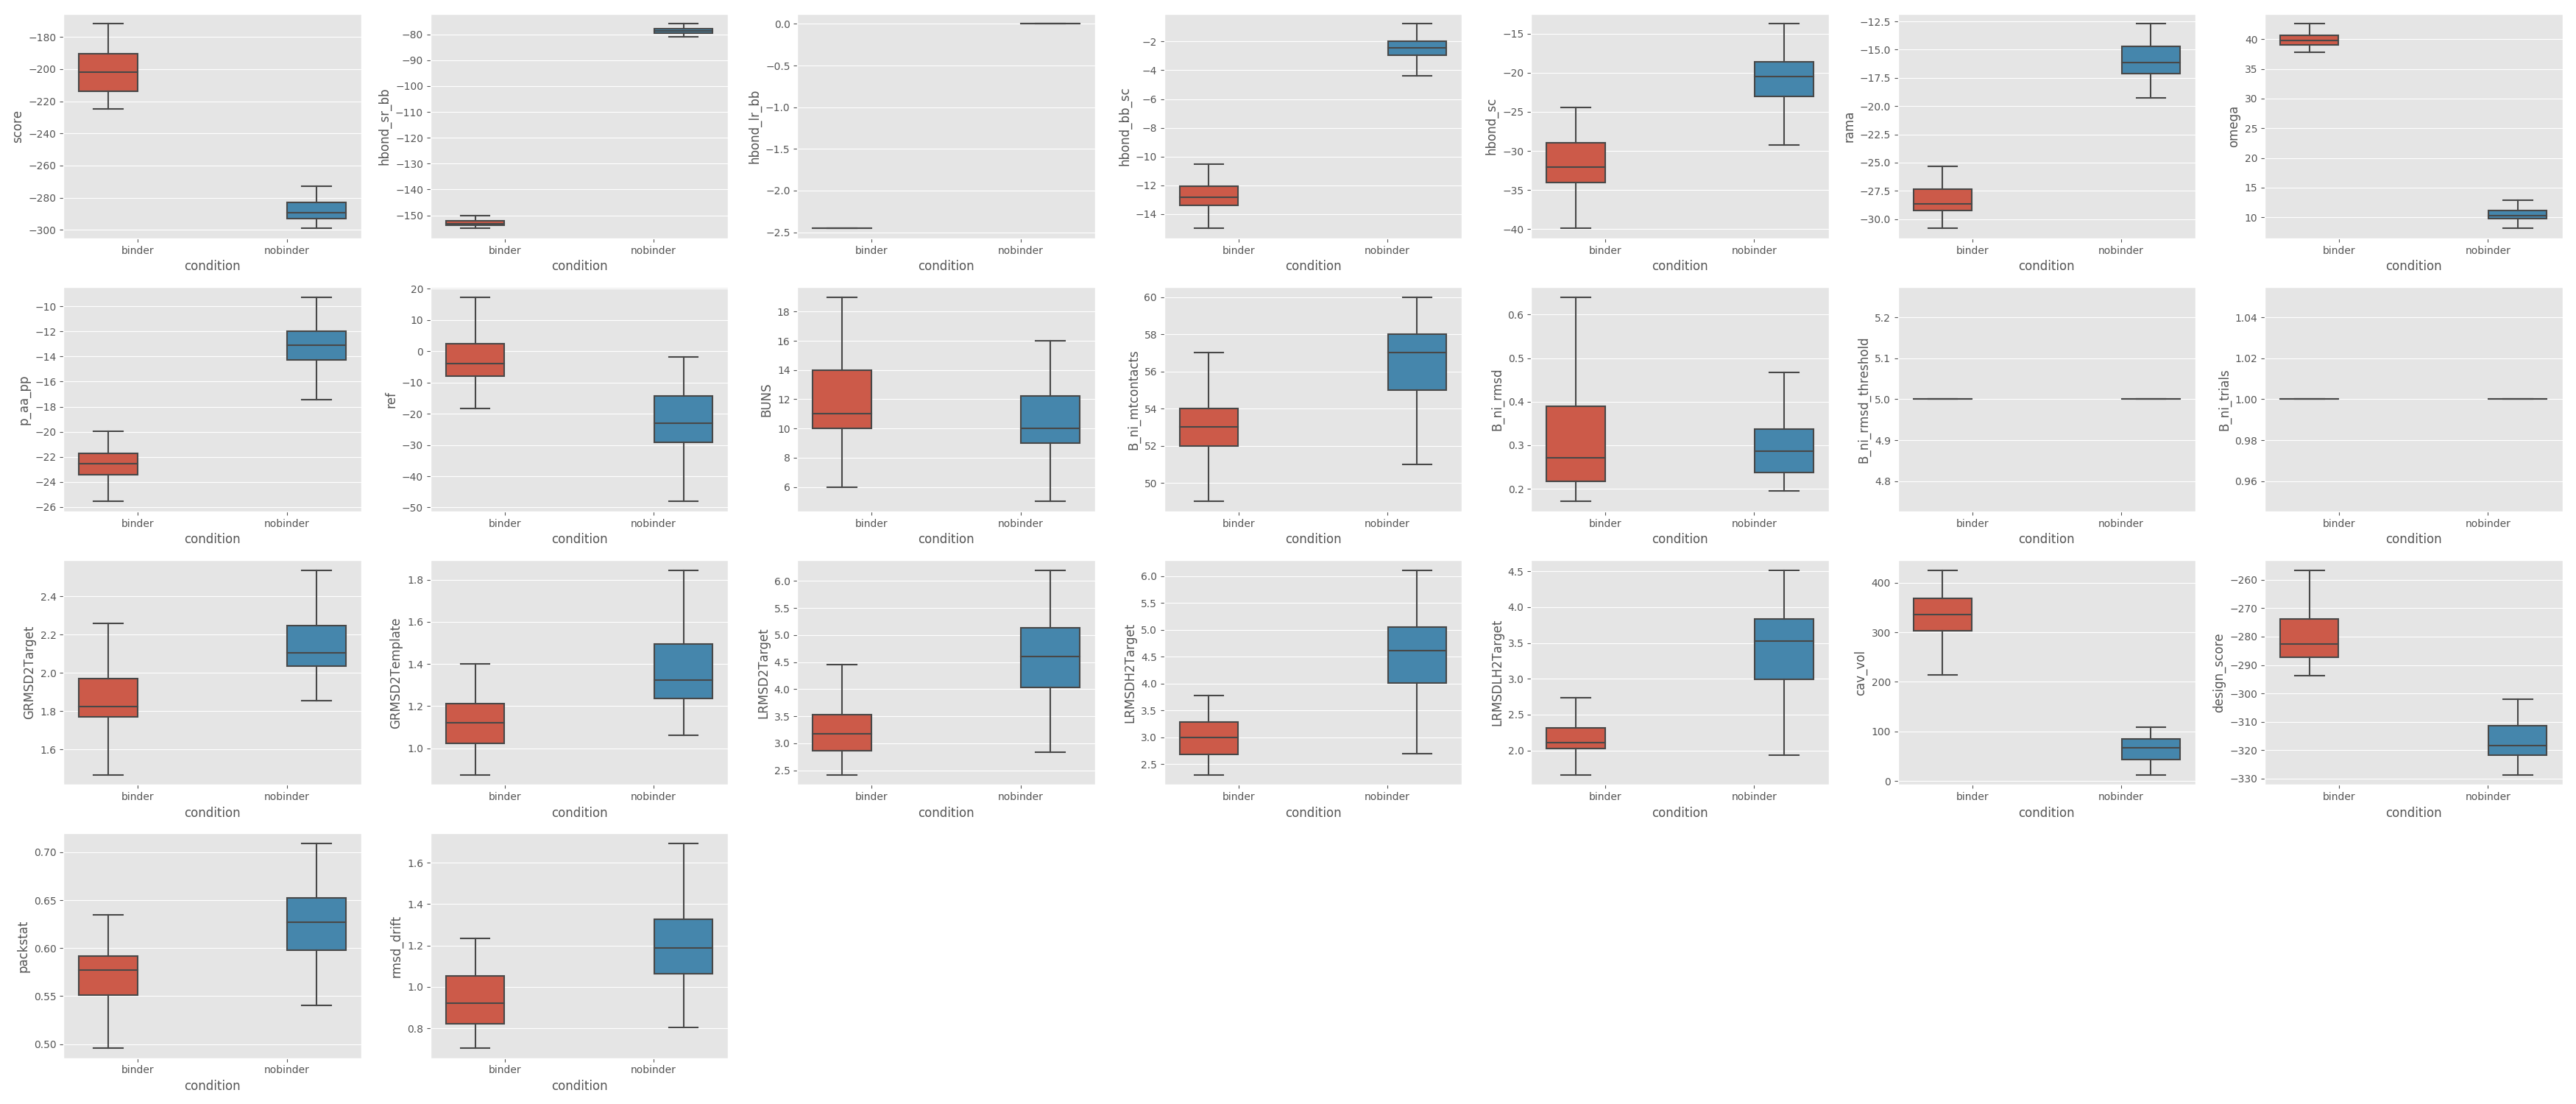 score
−180
−200
−220
−240
−260
−280
−300
binder
nobinder
condition
hbond_sr_bb
−80
−90
−100
−110
−120
−130
−140
−150
binder
nobinder
condition
hbond_lr_bb
0.0
−0.5
−1.0
−1.5
−2.0
−2.5
binder
nobinder
condition
hbond_bb_sc
−2
−4
−6
−8
−10
−12
−14
binder
nobinder
condition
hbond_sc
−15
−20
−25
−30
−35
−40
binder
nobinder
condition
rama
−12.5
−15.0
−17.5
−20.0
−22.5
−25.0
−27.5
−30.0
binder
nobinder
condition
omega
40
35
30
25
20
15
10
binder
nobinder
condition
p_aa_pp
−10
−12
−14
−16
−18
−20
−22
−24
−26
binder
nobinder
condition
ref
20
10
0
−10
−20
−30
−40
−50
binder
nobinder
condition
BUNS
18
16
14
12
10
8
6
binder
nobinder
condition
B_ni_mtcontacts
60
58
56
54
52
50
binder
nobinder
condition
B_ni_rmsd
0.6
0.5
0.4
0.3
0.2
binder
nobinder
condition
B_ni_rmsd_threshold
5.2
5.1
5.0
4.9
4.8
binder
nobinder
condition
B_ni_trials
1.04
1.02
1.00
0.98
0.96
binder
nobinder
condition
GRMSD2Target
2.4
2.2
2.0
1.8
1.6
binder
nobinder
condition
GRMSD2Template
1.8
1.6
1.4
1.2
1.0
binder
nobinder
condition
LRMSD2Target
6.0
5.5
5.0
4.5
4.0
3.5
3.0
2.5
binder
nobinder
condition
LRMSDH2Target
6.0
5.5
5.0
4.5
4.0
3.5
3.0
2.5
binder
nobinder
condition
LRMSDLH2Target
4.5
4.0
3.5
3.0
2.5
2.0
binder
nobinder
condition
cav_vol
400
300
200
100
0
binder
nobinder
condition
design_score
−260
−270
−280
−290
−300
−310
−320
−330
binder
nobinder
condition
packstat
0.70
0.65
0.60
0.55
0.50
binder
nobinder
condition
rmsd_drift
1.6
1.4
1.2
1.0
0.8
binder
nobinder
condition